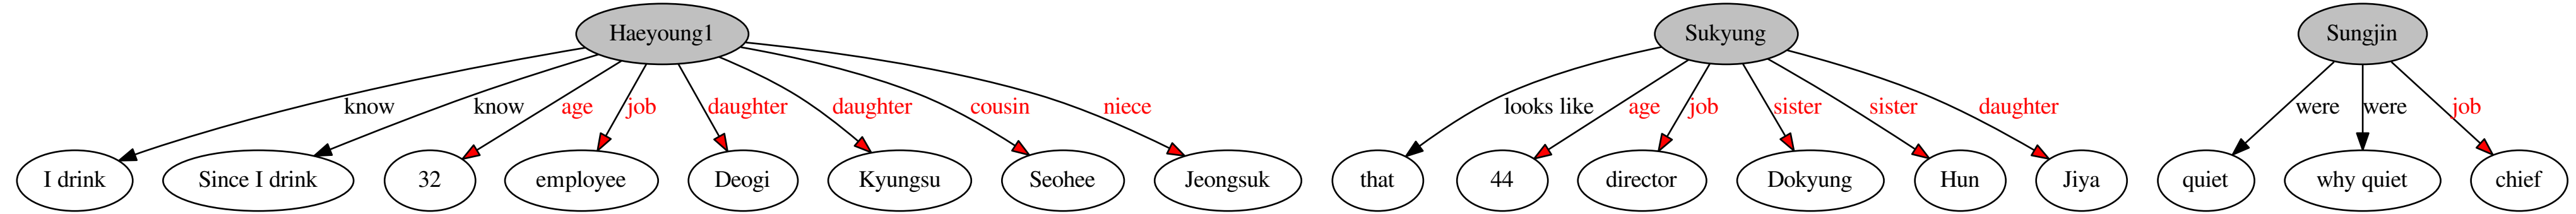 Haeyoung1 Sukyung Sungjin
know know age job daughter daughter cousin niece looks like age job sister sister daughter were were job
I drink Since I drink 32 employee Deogi Kyungsu Seohee Jeongsuk that 44 director Dokyung Hun Jiya quiet why quiet chief